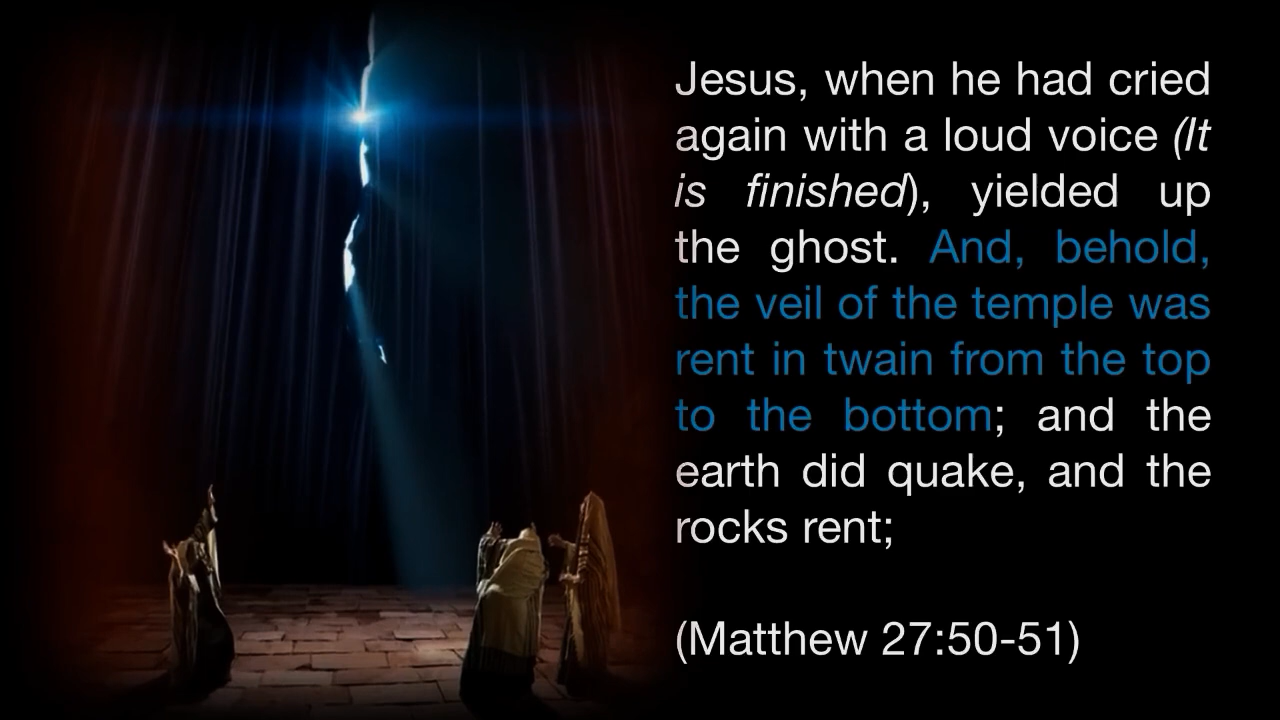 Jesus, when he had cried
again with a loud voice (It
is finished), yielded up
the ghost. And, behold,
the veil of the temple was
rent in twain from the top
to the bottom; and the
earth did quake, and the
rocks rent;
(Matthew 27:50-51)